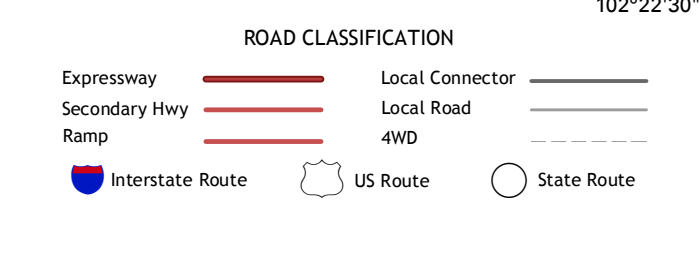 102°22'30"
ROAD CLASSIFICATION
Expressway
Local Connector
Secondary Hwy
Local Road
Ramp
4WD
Interstate Route
US Route
State Route